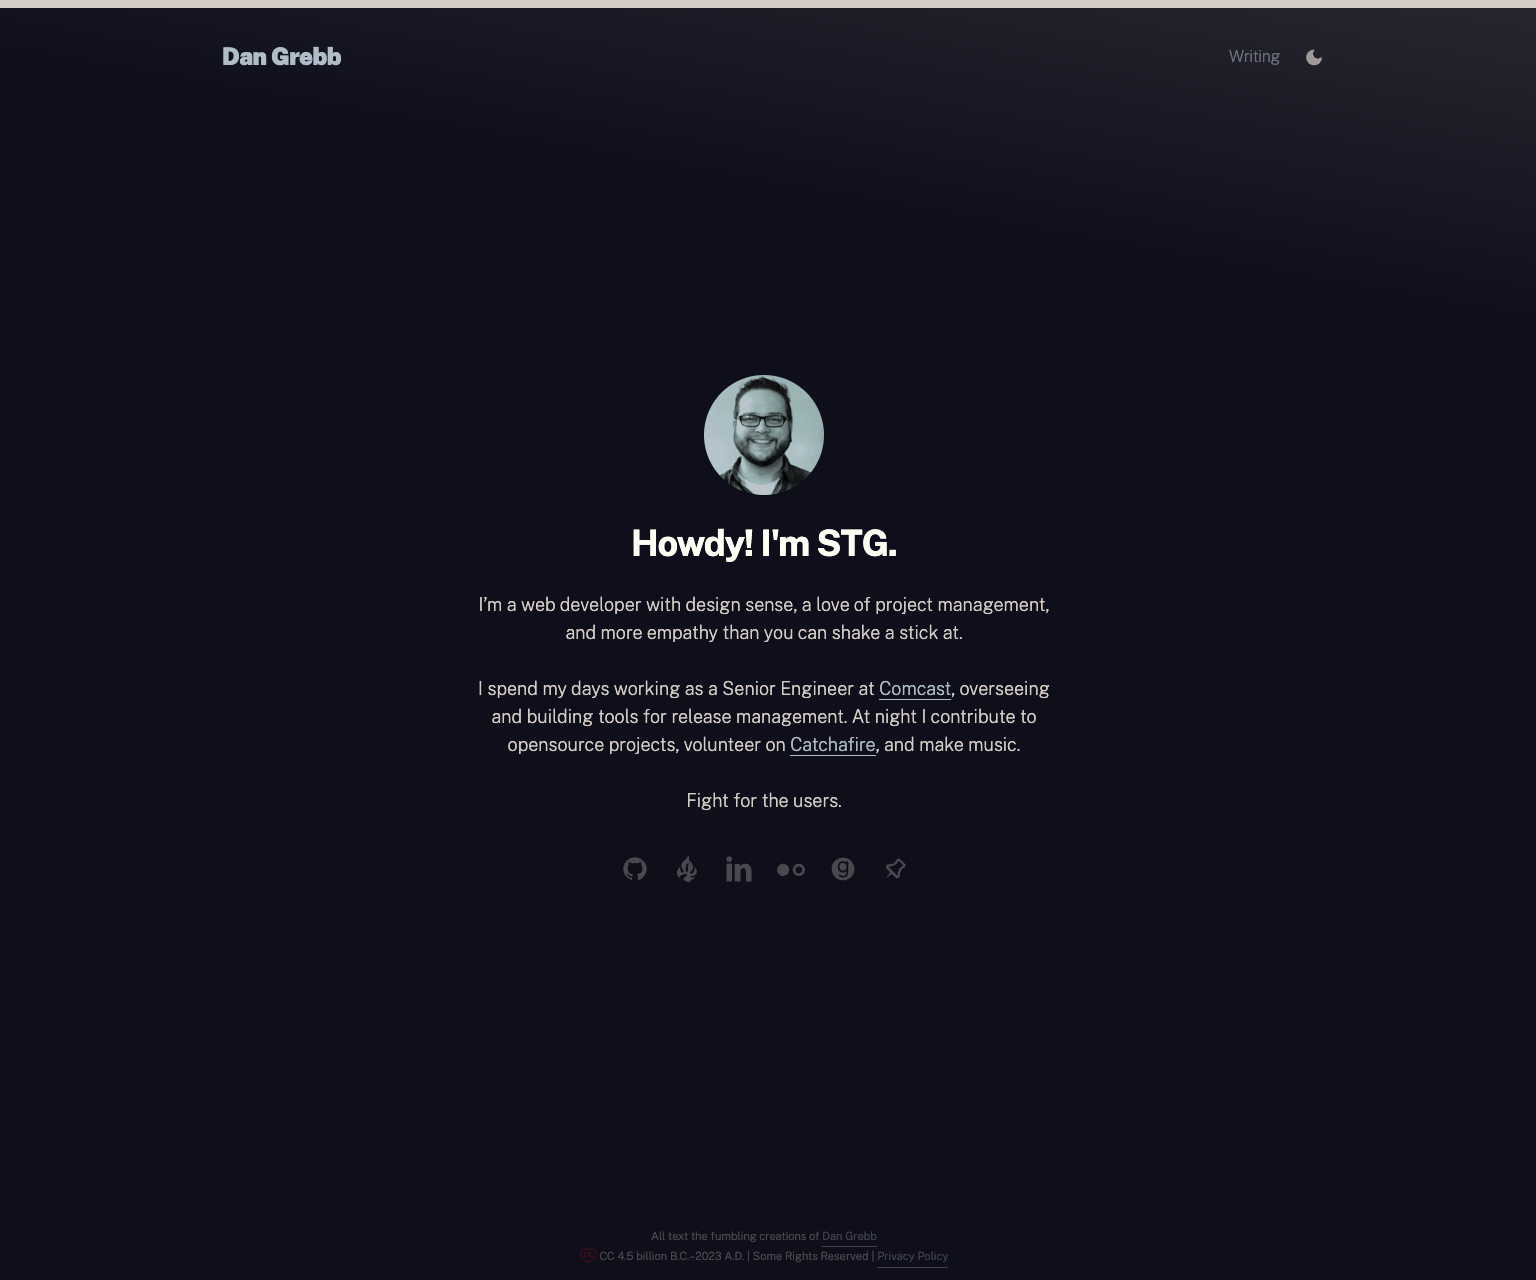 Dan Grebb
Writing
Howdy! I'm STG.
I’m a web developer with design sense, a love of project management,
and more empathy than you can shake a stick at.
I spend my days working as a Senior Engineer at Comcast, overseeing
and building tools for release management. At night I contribute to
opensource projects, volunteer on Catchafire, and make music.
Fight for the users.
All text the fumbling creations of Dan Grebb
CC 4.5 billion B.C.–2023 A.D. | Some Rights Reserved | Privacy Policy